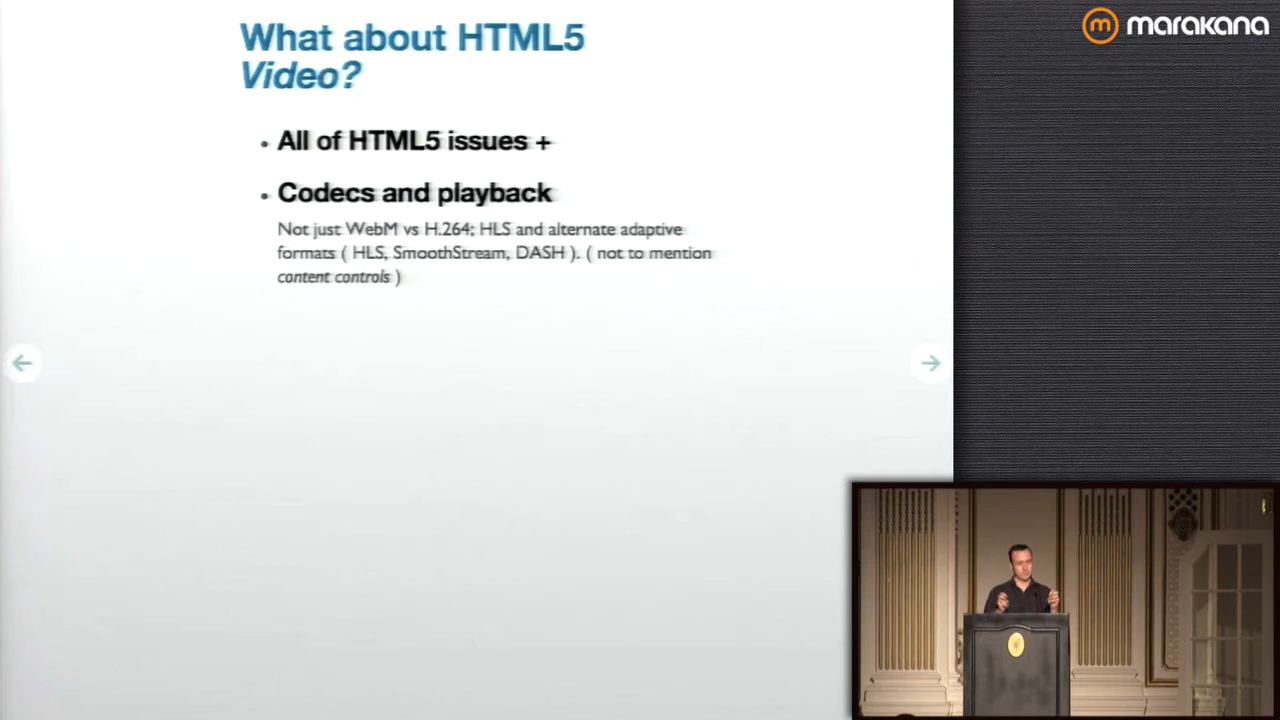 What about HTML5
Video?
marakana
• All of HTML5 issues +
• Codecs and playback
Not just WebM vs H.264; HLS and alternate adaptive
formats ( HLS, SmoothStream, DASH ). ( not to mention
content controls )